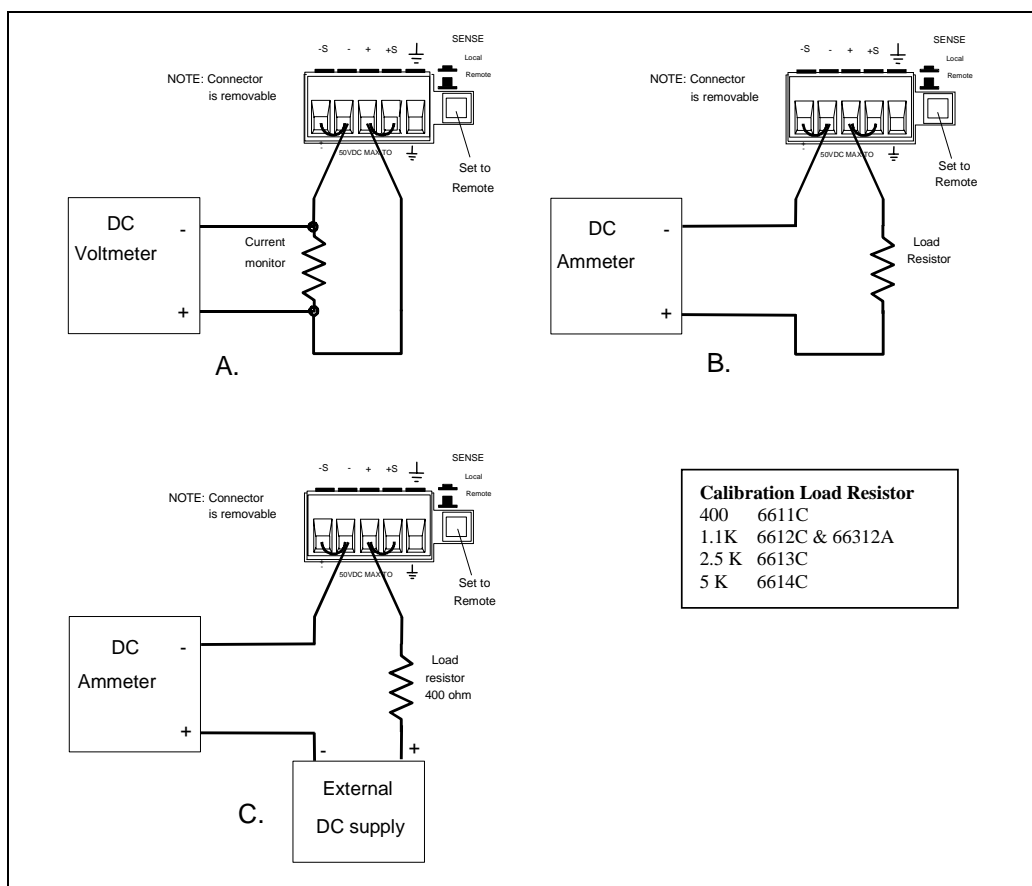 -S - + +S
SENSE
Local
Remote
NOTE: Connector
is removable
+
-
50VDC MAX TO
Set to
Remote
DC
Voltmeter
-
+
Current
monitor
A.
-S - + +S
SENSE
Local
Remote
NOTE: Connector
is removable
+
-
50VDC MAX TO
Set to
Remote
DC
Ammeter
-
+
Load
Resistor
B.
-S - + +S
SENSE
Local
Remote
NOTE: Connector
is removable
+
-
50VDC MAX TO
Set to
Remote
DC
Ammeter
-
+
Load
resistor
400 ohm
- +
External
DC supply
C.
Calibration Load Resistor
400 6611C
1.1K 6612C & 66312A
2.5 K 6613C
5 K 6614C